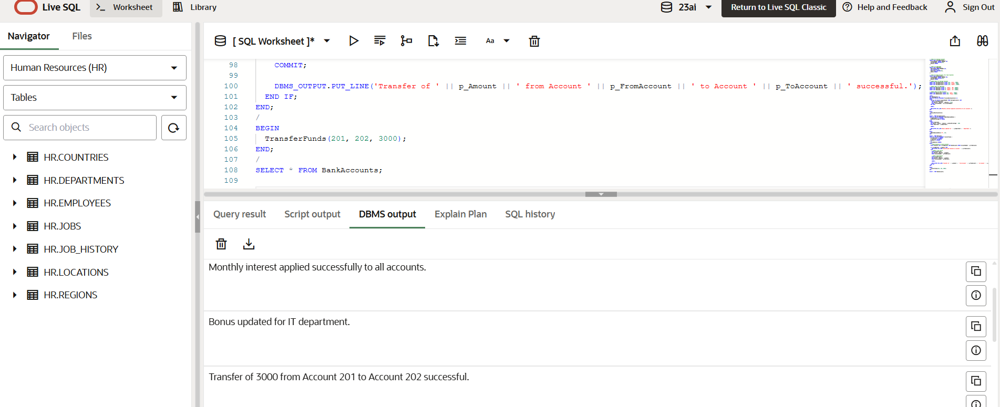 Live SQL
Worksheet
Library
23ai
Return to Live SQL Classic
Help and Feedback
Sign Out
Navigator
Files
Human Resources (HR)
Tables
Search objects
HR.COUNTRIES
HR.DEPARTMENTS
HR.EMPLOYEES
HR.JOBS
HR.JOB_HISTORY
HR.LOCATIONS
HR.REGIONS
[ SQL Worksheet ]*
Aa
98 COMMIT;
99
100 DBMS_OUTPUT.PUT_LINE('Transfer of ' || p_Amount || ' from Account ' || p_FromAccount || ' to Account ' || p_ToAccount || ' successful.');
101 END IF;
102 END;
103 /
104 BEGIN
105 TransferFunds(201, 202, 3000);
106 END;
107 /
108 SELECT * FROM BankAccounts;
109
Query result
Script output
DBMS output
Explain Plan
SQL history
Monthly interest applied successfully to all accounts.
Bonus updated for IT department.
Transfer of 3000 from Account 201 to Account 202 successful.